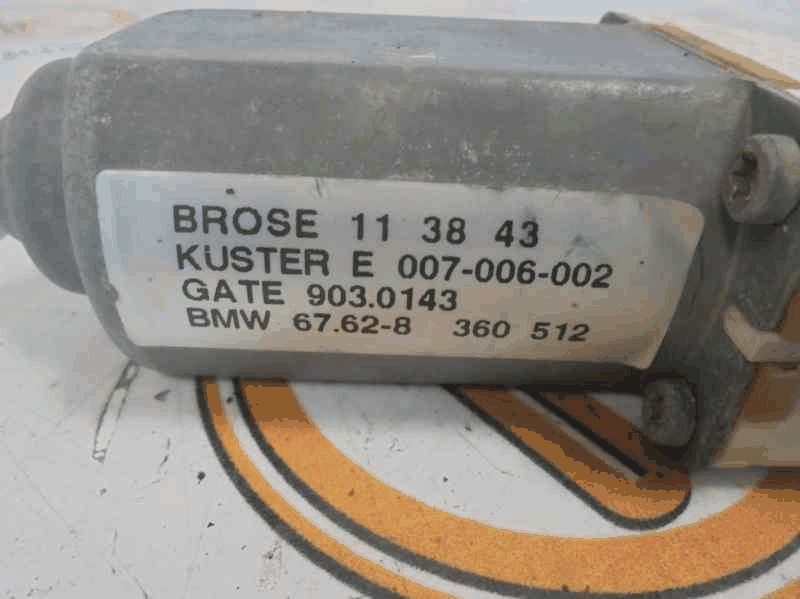 BROSE 11 38 43
KUSTER E 007-006-002
GATE 903.0143
BMW 67.62-8 360 512